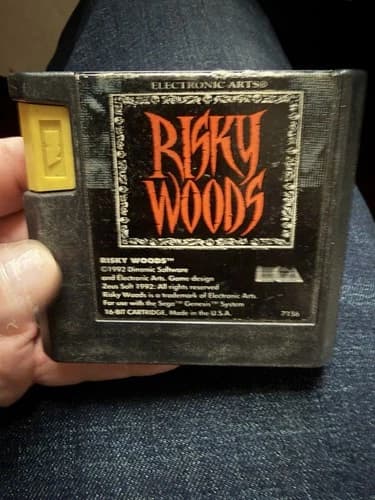 ELECTRONIC ARTS®
RISKY
WOODS
RISKY WOODS™
©1992 Dinamic Software
and Electronic Arts. Game design
Zeus Soft 1992: All rights reserved
Risky Woods is a trademark of Electronic Arts.
For use with the Sega™ Genesis™ System
16-BIT CARTRIDGE. Made in the U.S.A.
7156